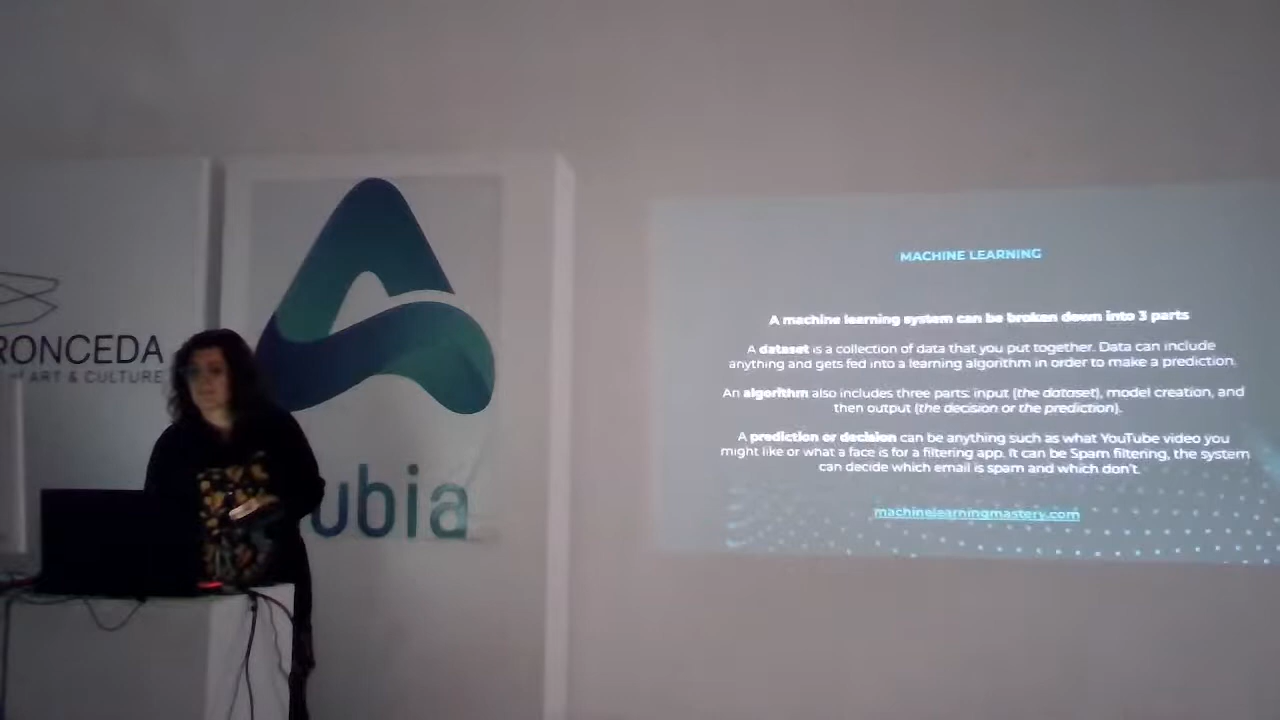 RONCEDA
of ART & CULTURE
ubia
MACHINE LEARNING
A machine learning system can be broken down into 3 parts
A dataset is a collection of data that you put together. Data can include
anything and gets fed into a learning algorithm in order to make a prediction.
An algorithm also includes three parts: input (the dataset), model creation, and
then output (the decision or the prediction).
A prediction or decision can be anything such as what YouTube video you
might like or what a face is for a filtering app. It can be Spam filtering, the system
can decide which email is spam and which don't.
machinelearningmastery.com